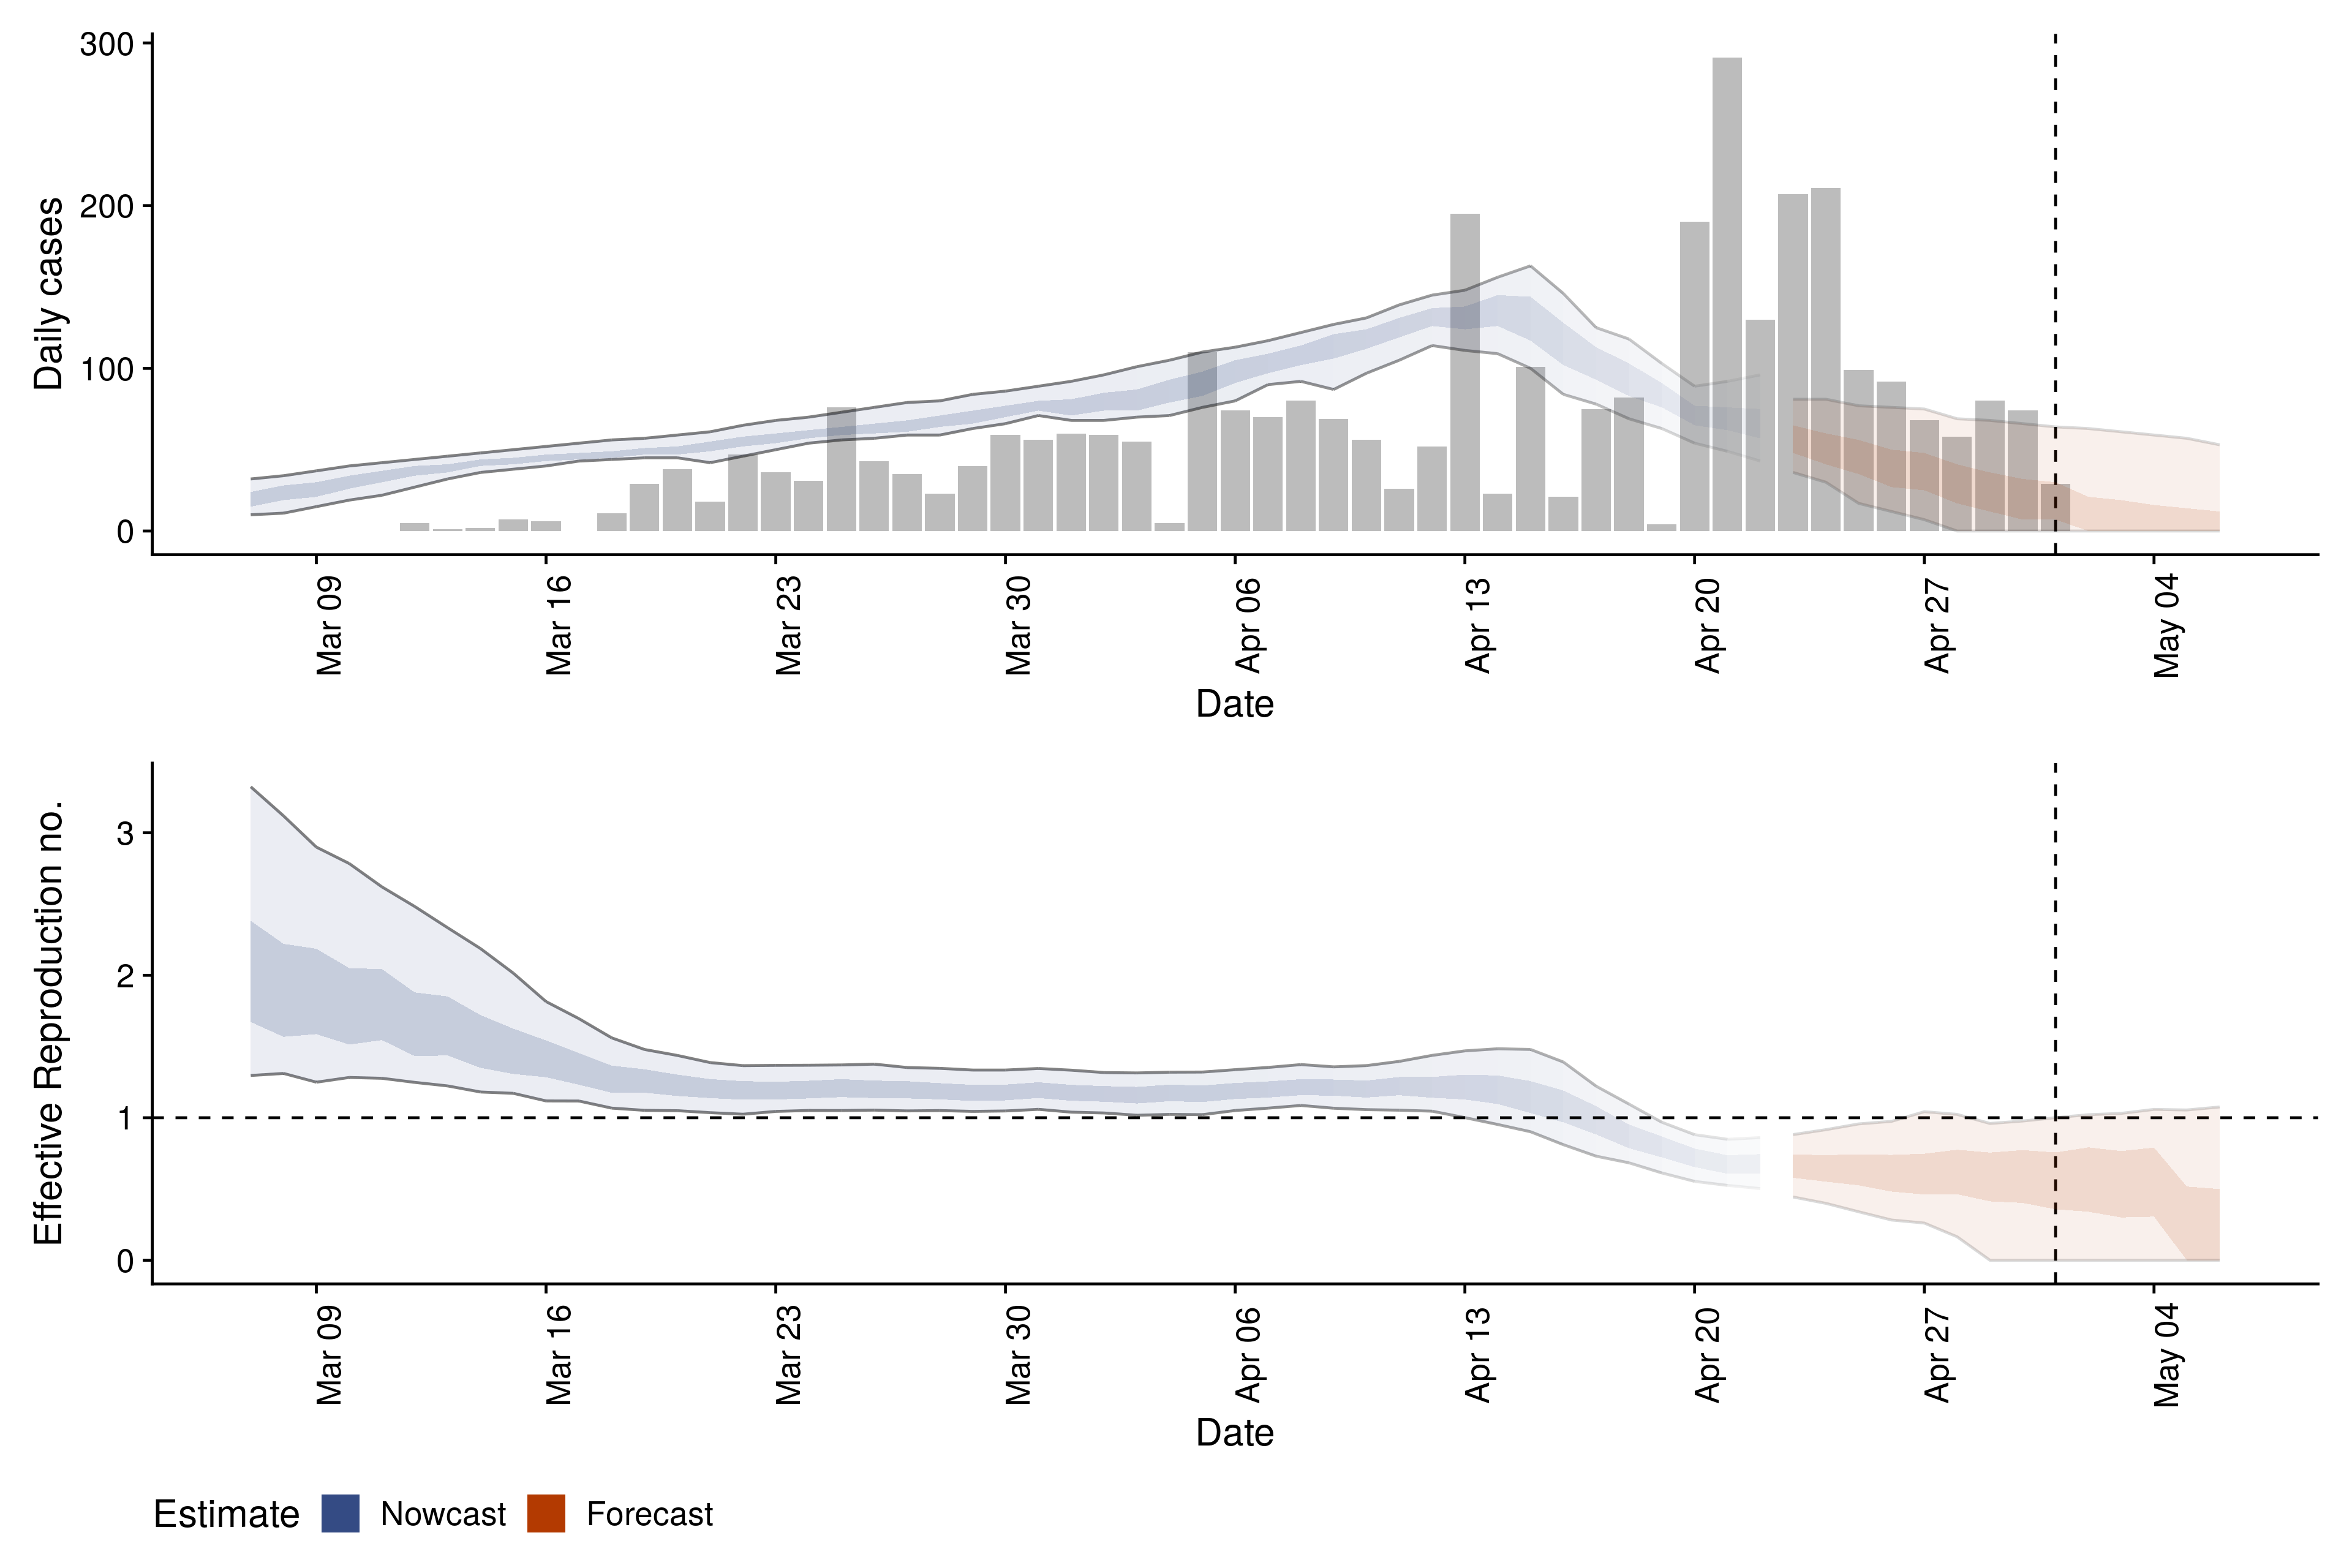 Daily cases
300
200
100
0
Mar 09
Mar 16
Mar 23
Mar 30
Apr 06
Apr 13
Apr 20
Apr 27
May 04
Date
Effective Reproduction no.
3
2
1
0
Mar 09
Mar 16
Mar 23
Mar 30
Apr 06
Apr 13
Apr 20
Apr 27
May 04
Date
Estimate Nowcast Forecast